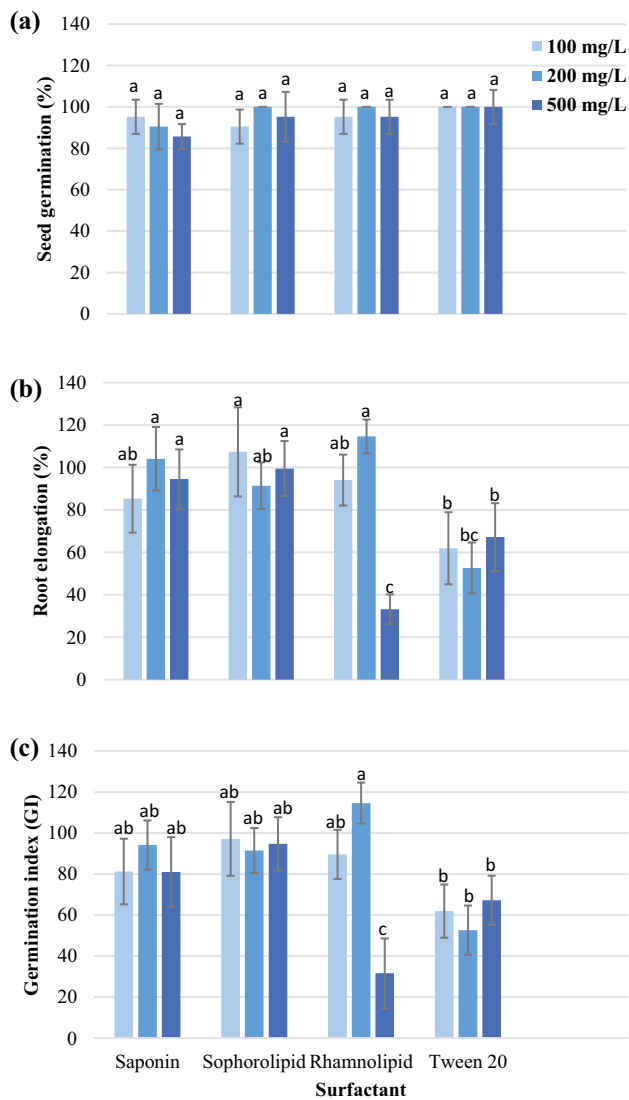 (a)
Seed germination (%)
140
120
100
80
60
40
20
0
a a a a a a a a a a a a
100 mg/L
200 mg/L
500 mg/L
(b)
Root elongation (%)
140
120
100
80
60
40
20
0
ab a a a ab a ab a c b bc b
(c)
Germination index (GI)
140
120
100
80
60
40
20
0
ab ab ab ab ab ab ab a c b b b
Saponin Sophorolipid Rhamnolipid Tween 20
Surfactant